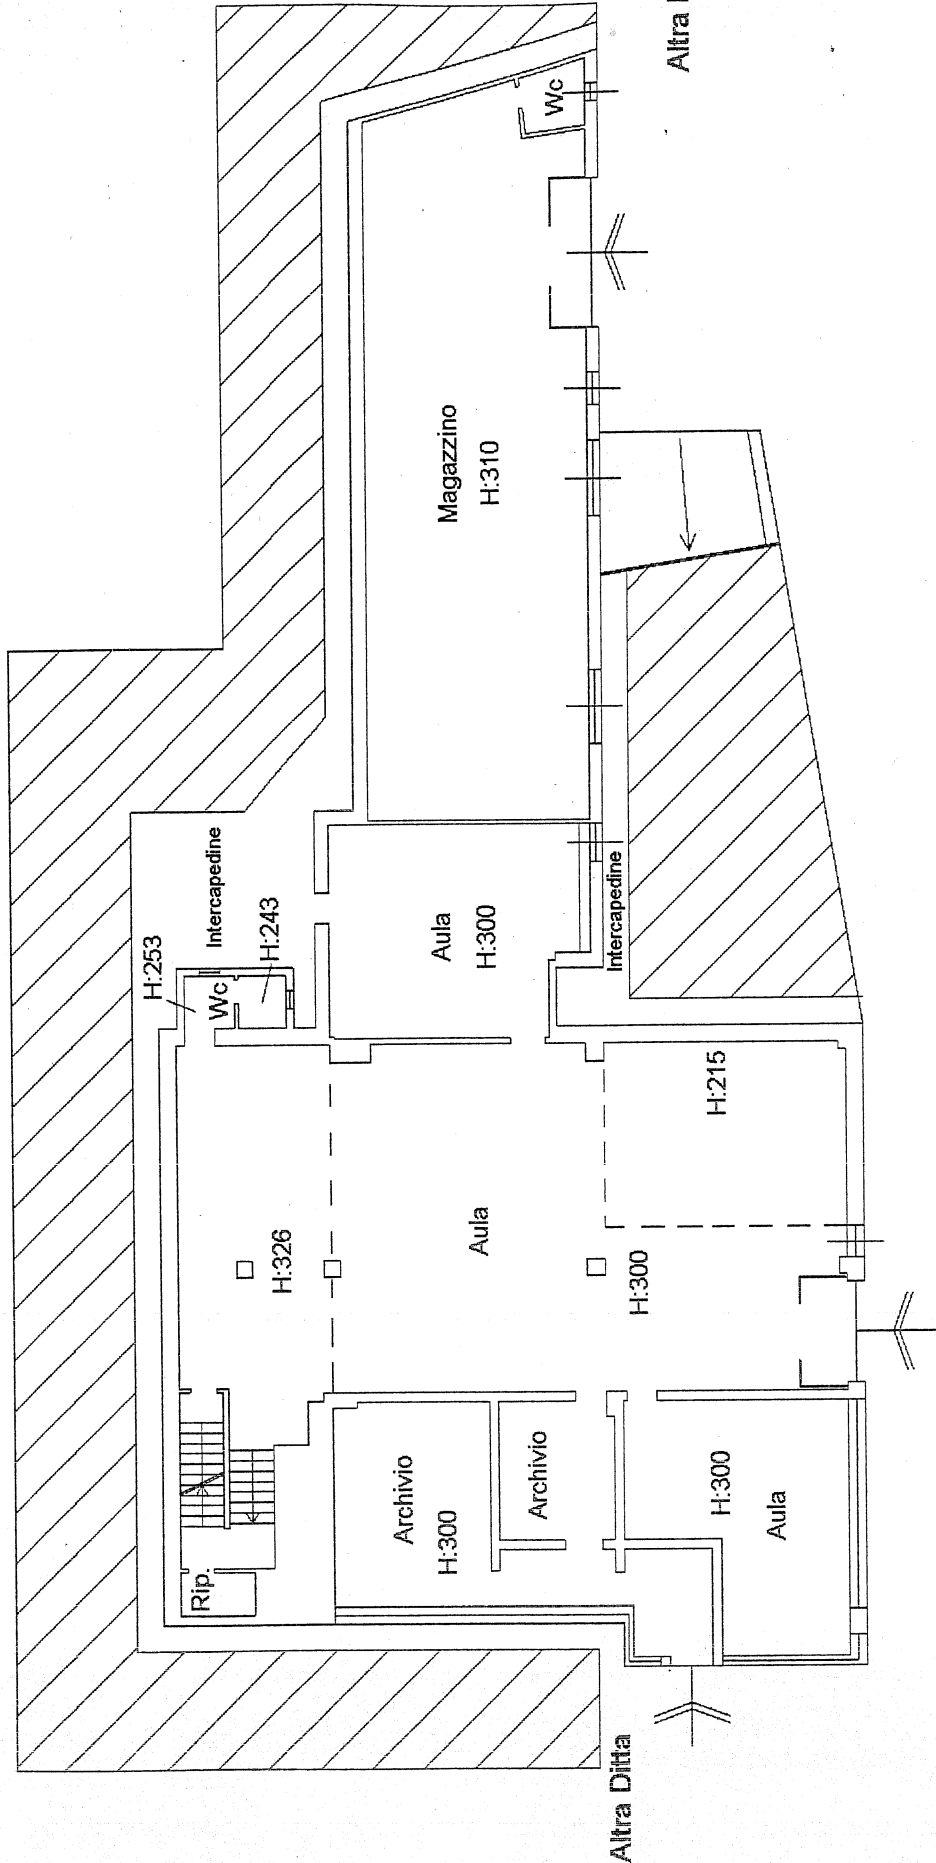 Altra
Wc
Magazzino
H:310
Intercapedine
H:243
H:253
Wc
Aula
H:300
Intercapedine
H:215
H:326
Aula
H:300
Archivio
H:300
Archivio
H:300
Aula
Rip.
Altra Ditta